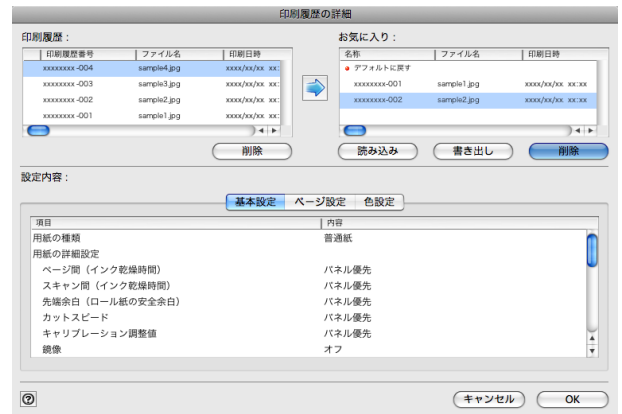 印刷履歴の詳細
印刷履歴：
印刷履歴番号 ファイル名 印刷日時
xxxxxxxx-004 sample4.jpg xxxx/xx/xx xx:
xxxxxxxx-003 sample3.jpg xxxx/xx/xx xx:
xxxxxxxx-002 sample2.jpg xxxx/xx/xx xx:
xxxxxxxx-001 sample1.jpg xxxx/xx/xx xx:
削除
お気に入り：
名称 ファイル名 印刷日時
デフォルトに戻す
xxxxxxxx-001 sample1.jpg xxxx/xx/xx xx:xx
xxxxxxxx-002 sample2.jpg xxxx/xx/xx xx:xx
読み込み 書き出し 削除
設定内容：
基本設定 ページ設定 色設定
項目 内容
用紙の種類 普通紙
用紙の詳細設定
ページ間（インク乾燥時間） パネル優先
スキャン間（インク乾燥時間） パネル優先
先端余白（ロール紙の安全余白） パネル優先
カットスピード パネル優先
キャリブレーション調整値 パネル優先
鏡像 オフ
? キャンセル OK